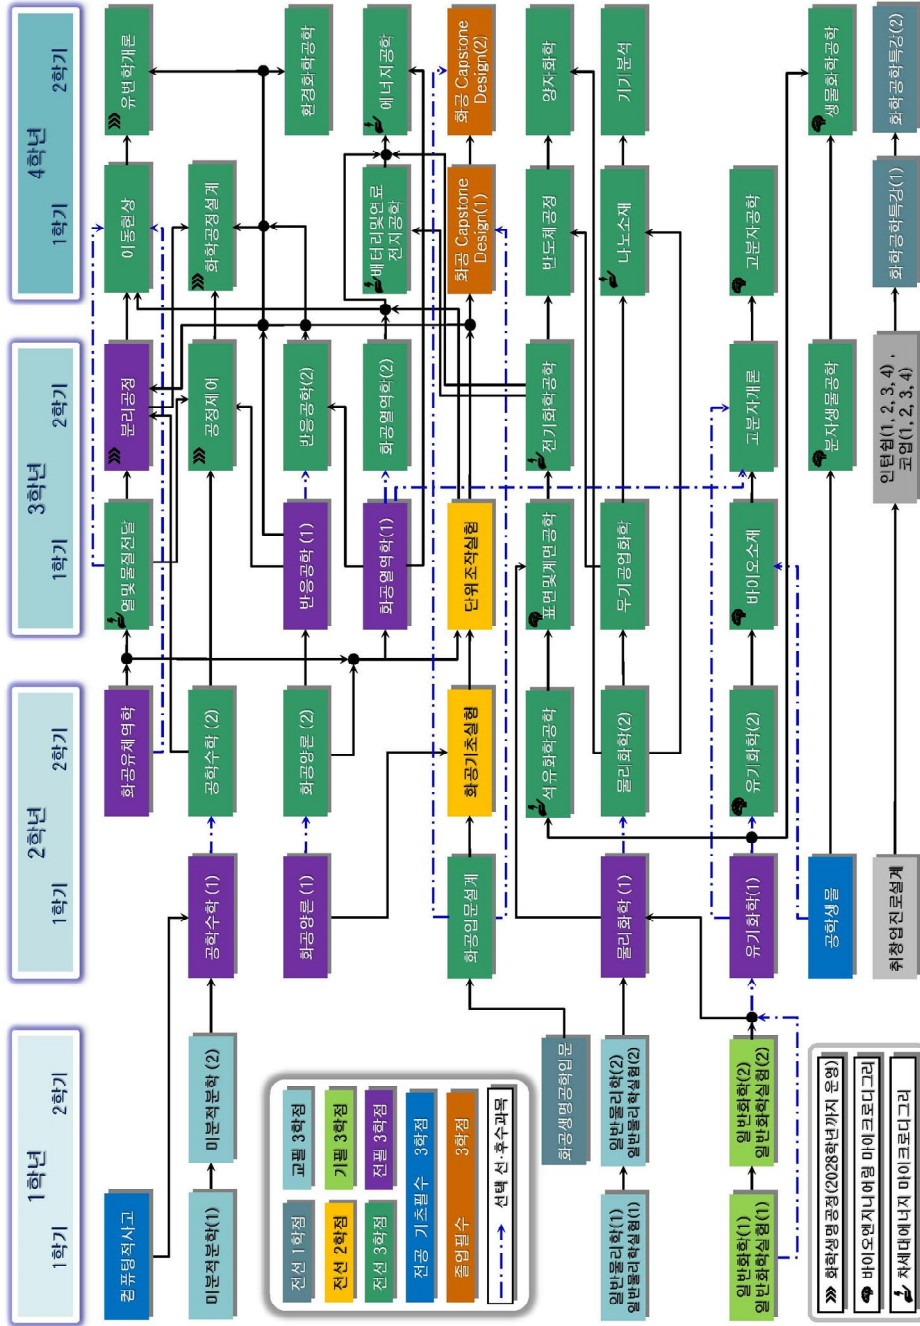 1학년
1학기 2학기
2학년
1학기 2학기
3학년
1학기 2학기
4학년
1학기 2학기
컴퓨팅적사고
미분적분학(1)
미분적분학 (2)
공학수학 (1)
공학수학 (2)
화공유체역학
열및물질전달
분리공정
이동현상
유변학개론
공정제어
화학공정설계
환경화학공학
화공양론 (1)
화공양론 (2)
반응공학 (1)
반응공학(2)
화공열역학(1)
화공열역학(2)
배터리및연료
전지공학
에너지공학
화공생명공학입문
화공입문설계
화공기초실험
단위조작실험
화공 Capstone
Design(1)
화공 Capstone
Design(2)
석유화학공학
표면및계면공학
전기화학공학
반도체공정
양자화학
일반물리학(1)
일반물리학실험(1)
일반물리학(2)
일반물리학실험(2)
물리화학 (1)
물리화학(2)
무기공업화학
나노소재
기기분석
일반화학(1)
일반화학실험(1)
일반화학(2)
일반화학실험(2)
유기화학(1)
유기화학(2)
바이오소재
고분자개론
고분자공학
공학생물
분자생물공학
생물화학공학
취창업진로설계
인턴쉽(1, 2, 3, 4) ,
코업(1, 2, 3, 4)
화학공학특강(1)
화학공학특강(2)
전선 1학점
교필 3학점
전선 2학점
기필 3학점
전선 3학점
전필 3학점
전공 기초필수 3학점
졸업필수 3학점
선택 선·후수과목
화학생명 공정(2028학년까지 운영)
바이오엔지니어링 마이크로디그리
차세대에너지 마이크로디그리